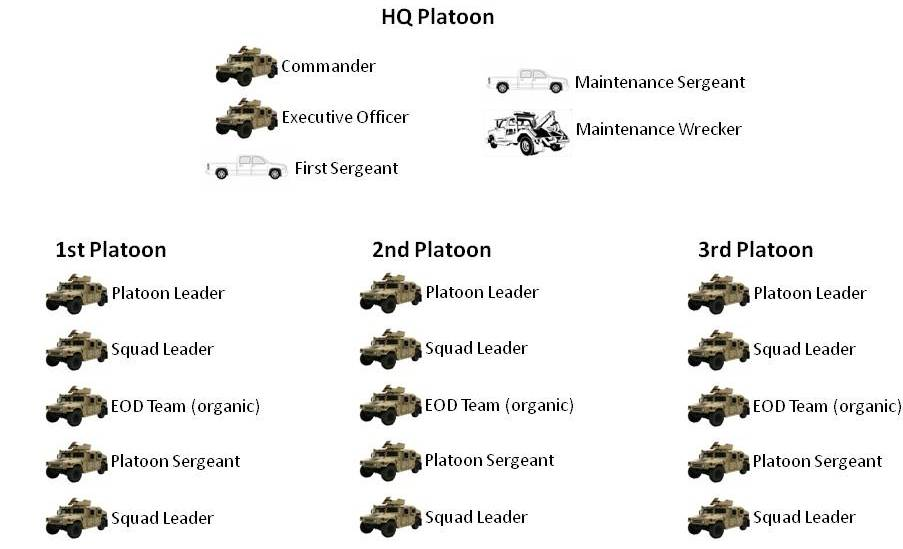 HQ Platoon
Commander
Executive Officer
First Sergeant
Maintenance Sergeant
Maintenance Wrecker
1st Platoon
Platoon Leader
Squad Leader
EOD Team (organic)
Platoon Sergeant
Squad Leader
2nd Platoon
Platoon Leader
Squad Leader
EOD Team (organic)
Platoon Sergeant
Squad Leader
3rd Platoon
Platoon Leader
Squad Leader
EOD Team (organic)
Platoon Sergeant
Squad Leader